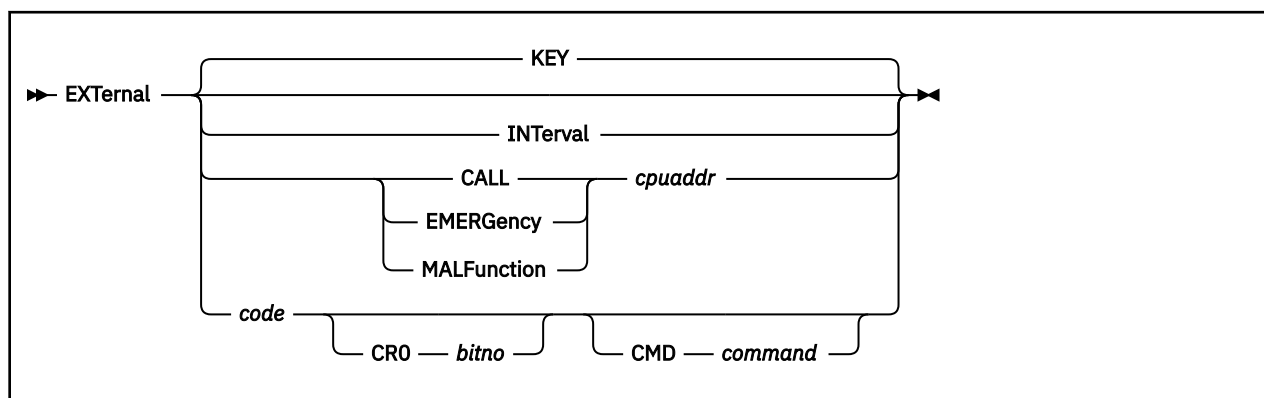 KEY
EXTernal
INTerval
CALL cpuaddr
EMERGency
MALFunction
code
CR0 bitno CMD command